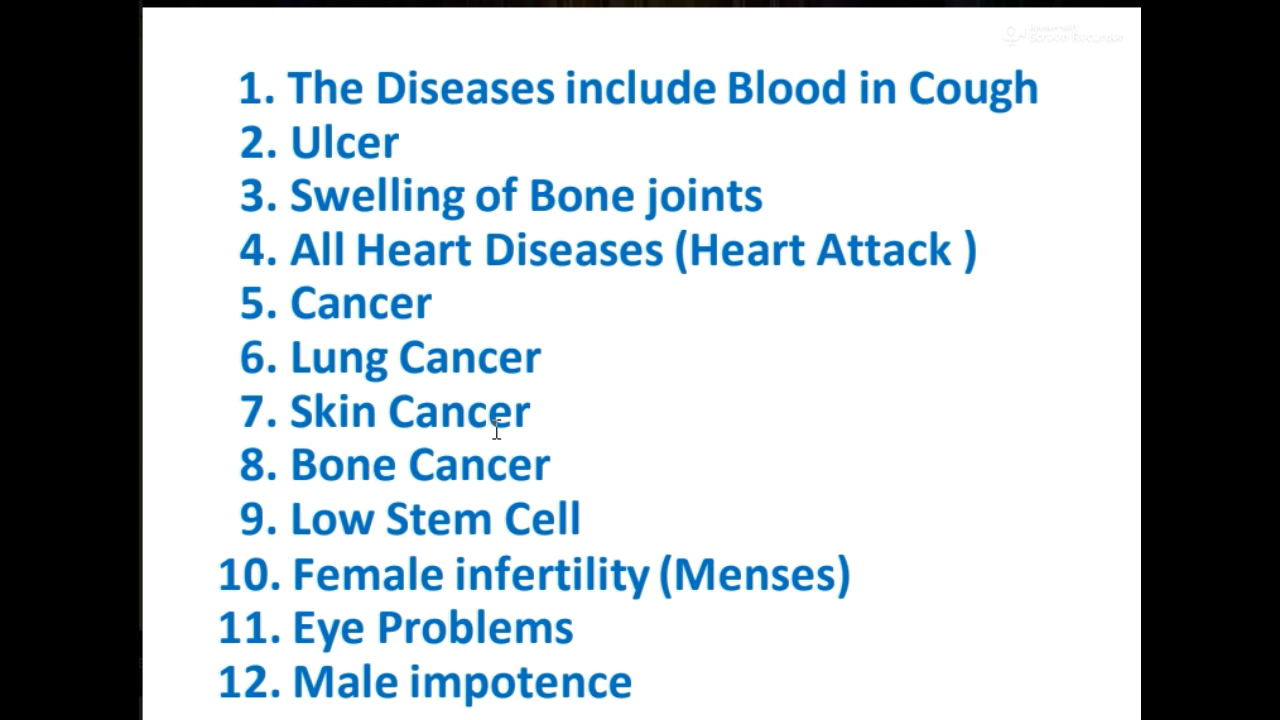 1. The Diseases include Blood in Cough
2. Ulcer
3. Swelling of Bone joints
4. All Heart Diseases (Heart Attack )
5. Cancer
6. Lung Cancer
7. Skin Cancer
8. Bone Cancer
9. Low Stem Cell
10. Female infertility (Menses)
11. Eye Problems
12. Male impotence